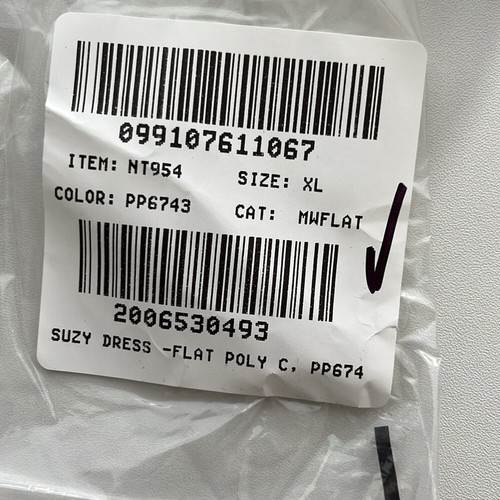 099107611067
ITEM: NT954 SIZE: XL
COLOR: PP6743 CAT: MWFLAT
2006530493
SUZY DRESS -FLAT POLY C, PP674